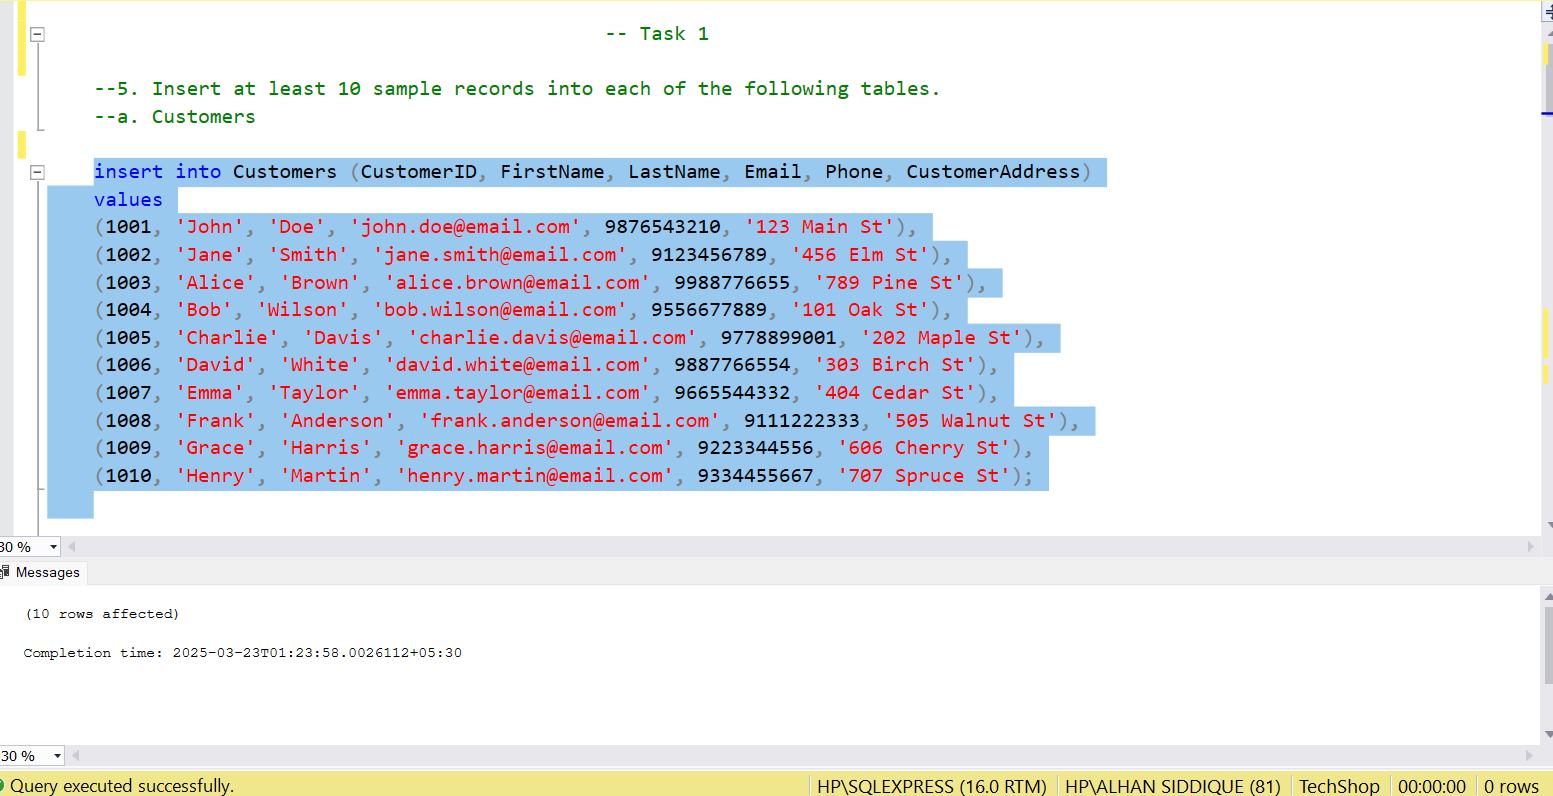 -- Task 1
--5. Insert at least 10 sample records into each of the following tables.
--a. Customers
insert into Customers (CustomerID, FirstName, LastName, Email, Phone, CustomerAddress)
values
(1001, 'John', 'Doe', 'john.doe@email.com', 9876543210, '123 Main St'),
(1002, 'Jane', 'Smith', 'jane.smith@email.com', 9123456789, '456 Elm St'),
(1003, 'Alice', 'Brown', 'alice.brown@email.com', 9988776655, '789 Pine St'),
(1004, 'Bob', 'Wilson', 'bob.wilson@email.com', 9556677889, '101 Oak St'),
(1005, 'Charlie', 'Davis', 'charlie.davis@email.com', 9778899001, '202 Maple St'),
(1006, 'David', 'White', 'david.white@email.com', 9887766554, '303 Birch St'),
(1007, 'Emma', 'Taylor', 'emma.taylor@email.com', 9665544332, '404 Cedar St'),
(1008, 'Frank', 'Anderson', 'frank.anderson@email.com', 9111222333, '505 Walnut St'),
(1009, 'Grace', 'Harris', 'grace.harris@email.com', 9223344556, '606 Cherry St'),
(1010, 'Henry', 'Martin', 'henry.martin@email.com', 9334455667, '707 Spruce St');
30 %
Messages
(10 rows affected)
Completion time: 2025-03-23T01:23:58.0026112+05:30
30 %
Query executed successfully. HP\SQLEXPRESS (16.0 RTM) HP\ALHAN SIDDIQUE (81) TechShop 00:00:00 0 rows